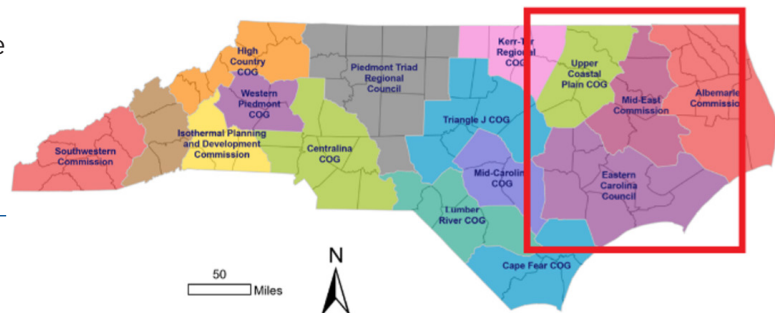 e
High
Country
COG
Western
Piedmont
COG
Isothermal Planning
and Development
Commission
Southwestern
Commission
Centralina
COG
Piedmont Triad
Regional
Council
Kerr-Tar
Regional
COG
Triangle J COG
Mid-Carolina
COG
Lumber
River COG
Cape Fear COG
Upper
Coastal
Plain COG
Mid-East
Commission
Albemarle
Commission
Eastern
Carolina
Council
50
Miles
N